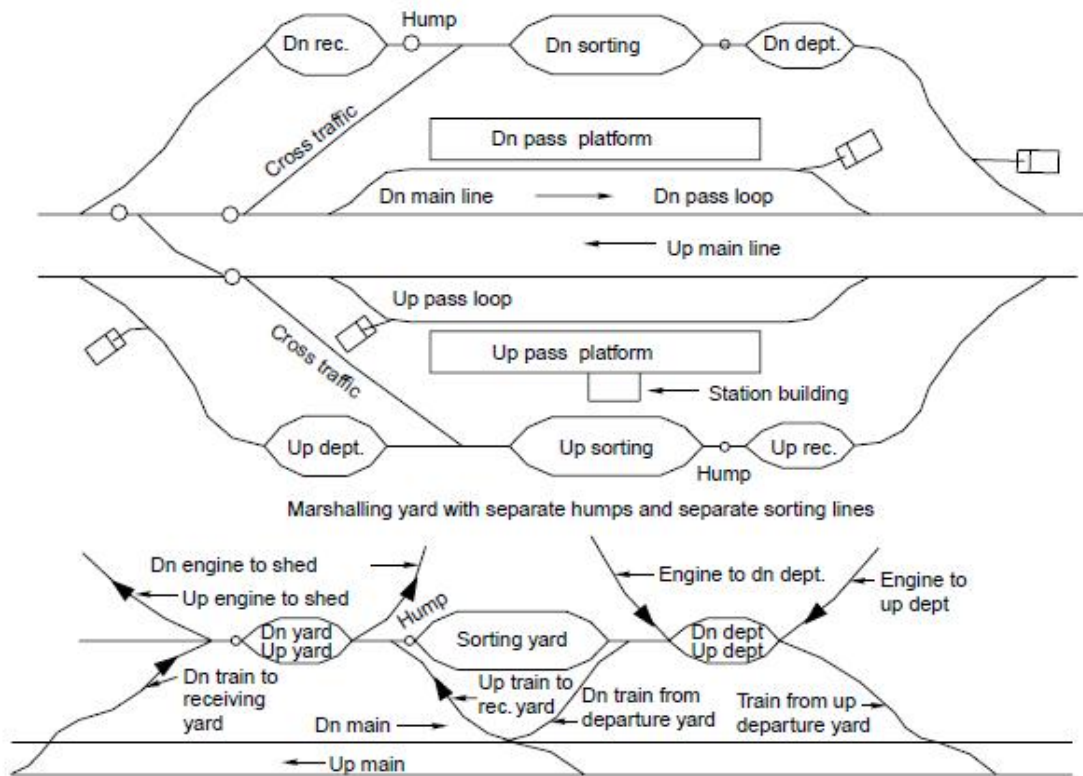 Hump
Dn rec.
Dn sorting
Dn dept.
Cross traffic
Dn pass platform
Dn main line
Dn pass loop
Up main line
Up pass loop
Cross traffic
Up pass platform
Station building
Up dept.
Up sorting
Up rec.
Hump
Marshalling yard with separate humps and separate sorting lines
Dn engine to shed
Up engine to shed
Engine to dn dept.
Engine to
up dept
Hump
Dn yard
Up yard
Sorting yard
Dn dept
Up dept
Dn train to
receiving
yard
Up train to
rec. yard
Dn train from
departure yard
Train from up
departure yard
Dn main
Up main